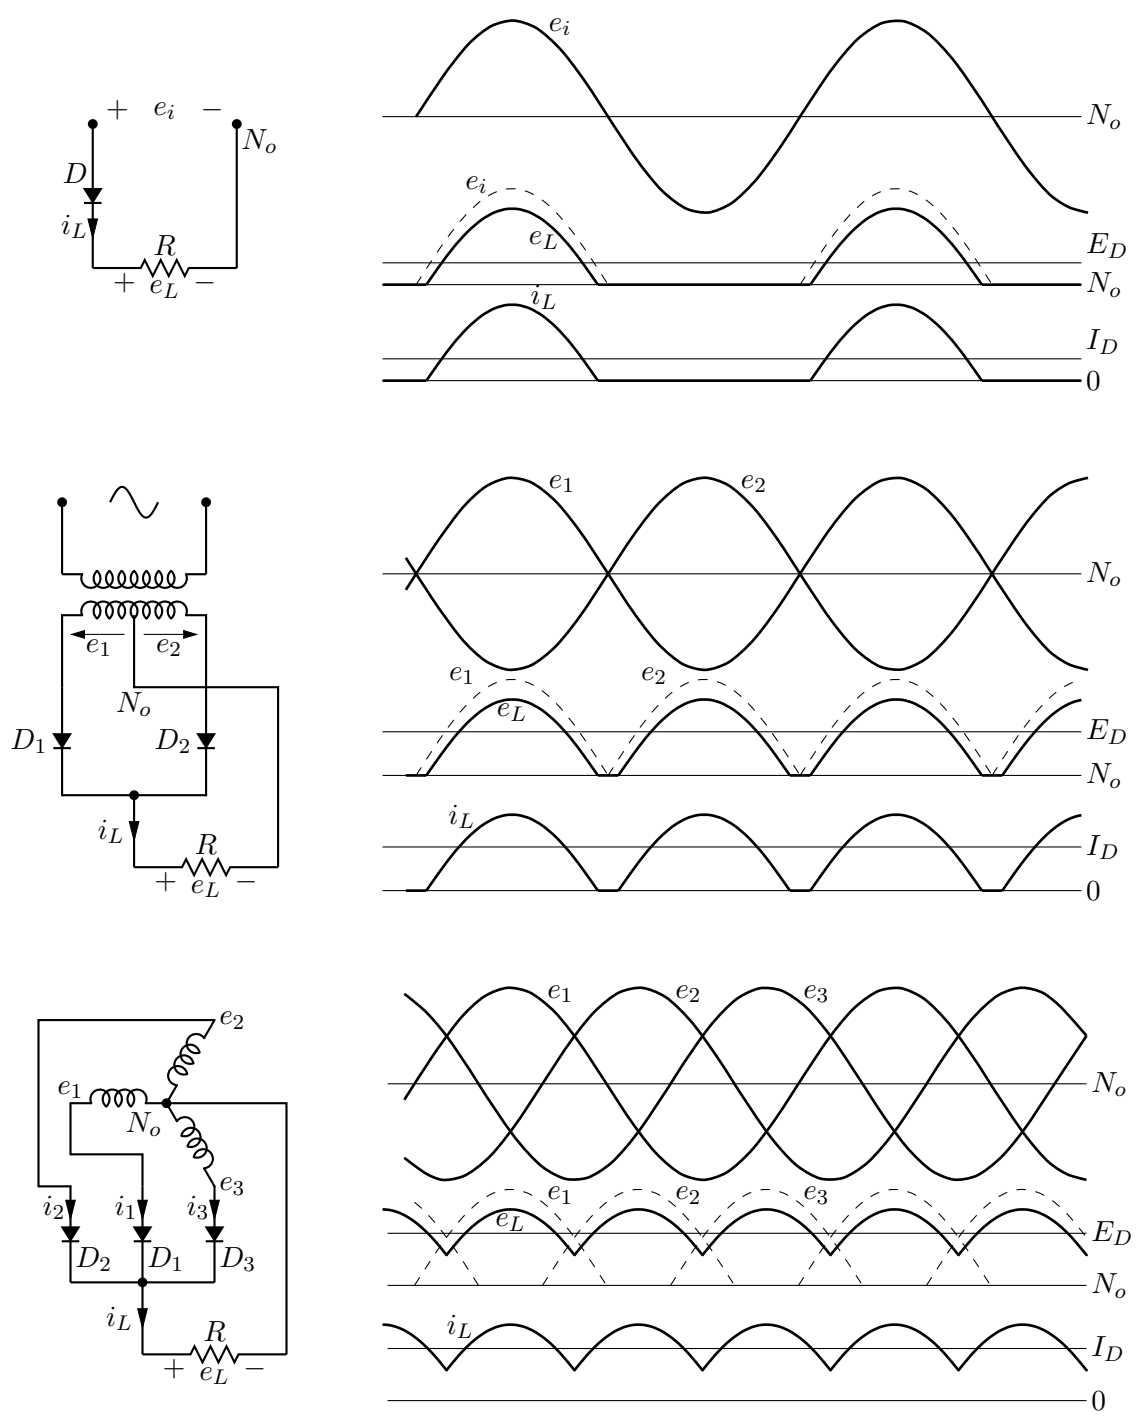 + e_i −
N_o
D
i_L
R
+ e_L −
e_i
N_o
e_i
e_L
E_D
N_o
i_L
I_D
0
e_1 e_2
N_o
D_1 D_2
i_L
R
+ e_L −
e_1 e_2
N_o
e_1 e_2
e_L
E_D
N_o
i_L
I_D
0
e_2
e_1
N_o
e_3
i_2 i_1 i_3
D_2 D_1 D_3
i_L
R
+ e_L −
e_1 e_2 e_3
N_o
e_1 e_2 e_3
e_L
E_D
N_o
i_L
I_D
0